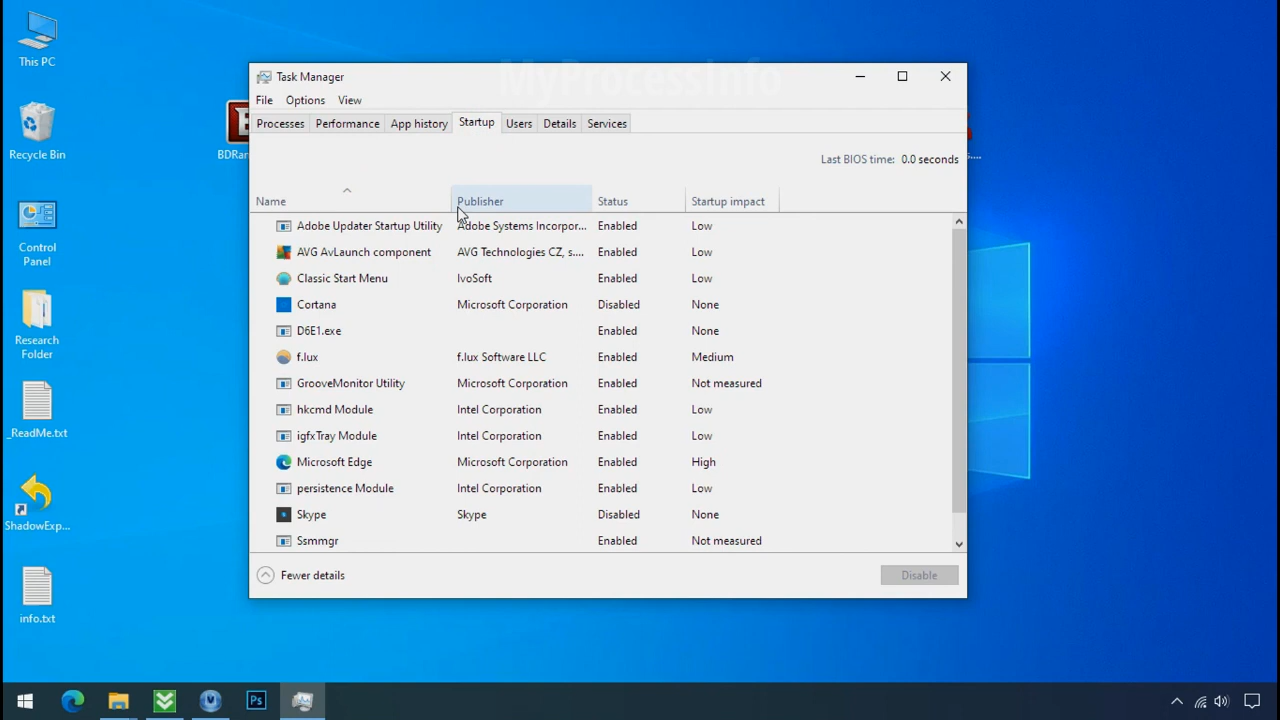 This PC
Recycle Bin
Control
Panel
Research
Folder
_ReadMe.txt
ShadowExp...
info.txt
BDRan
Task Manager
MyProcessInfo
File Options View
Processes Performance App history Startup Users Details Services
Last BIOS time: 0.0 seconds
Name Publisher Status Startup impact
Adobe Updater Startup Utility Adobe Systems Incorpor... Enabled Low
AVG AvLaunch component AVG Technologies CZ, s.... Enabled Low
Classic Start Menu IvoSoft Enabled Low
Cortana Microsoft Corporation Disabled None
D6E1.exe Enabled None
f.lux f.lux Software LLC Enabled Medium
GrooveMonitor Utility Microsoft Corporation Enabled Not measured
hkcmd Module Intel Corporation Enabled Low
igfxTray Module Intel Corporation Enabled Low
Microsoft Edge Microsoft Corporation Enabled High
persistence Module Intel Corporation Enabled Low
Skype Skype Disabled None
Ssmmgr Enabled Not measured
Fewer details Disable
Ps